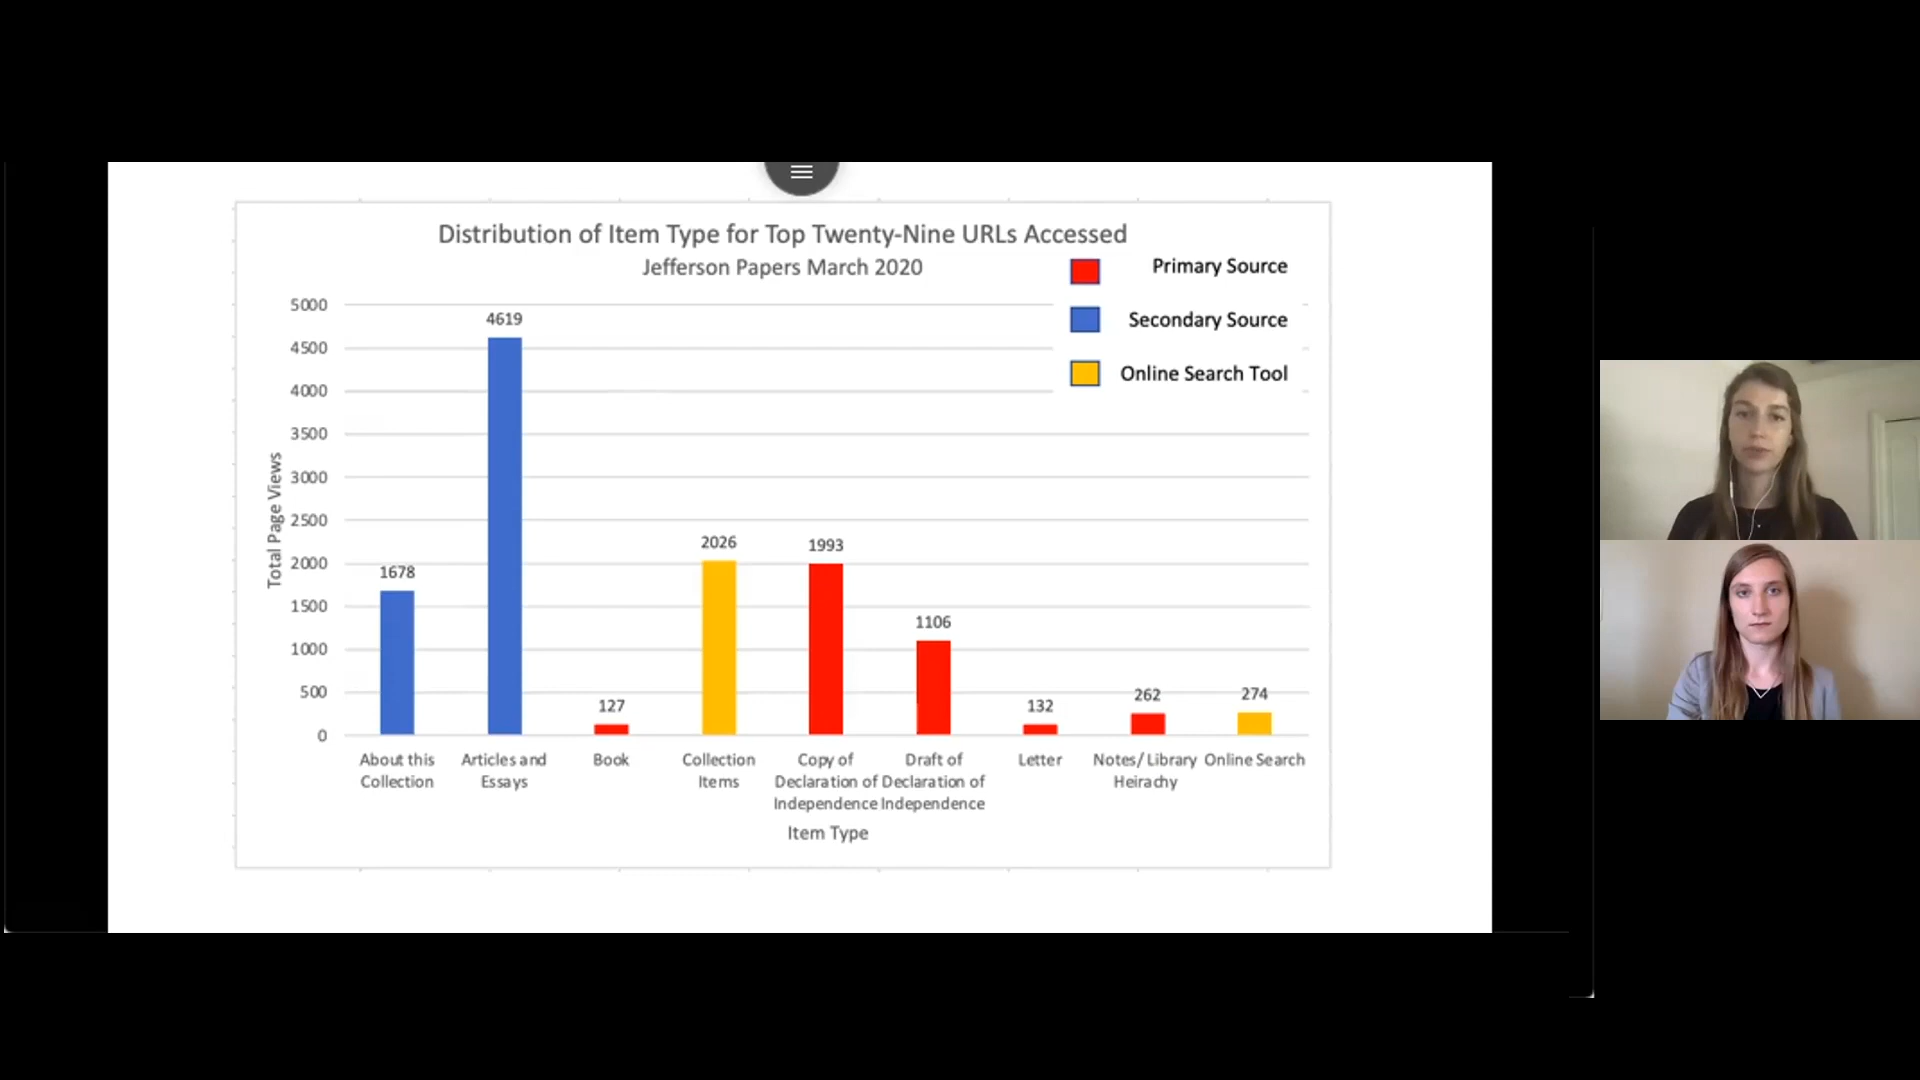 Distribution of Item Type for Top Twenty-Nine URLs Accessed
Jefferson Papers March 2020
Primary Source
Secondary Source
Online Search Tool
Total Page Views
5000
4500
4000
3500
3000
2500
2000
1500
1000
500
0
1678
4619
127
2026
1993
1106
132
262
274
About this
Collection
Articles and
Essays
Book
Collection
Items
Copy of
Declaration of
Independence
Draft of
Declaration of
Independence
Letter
Notes/ Library
Heirachy
Online Search
Item Type